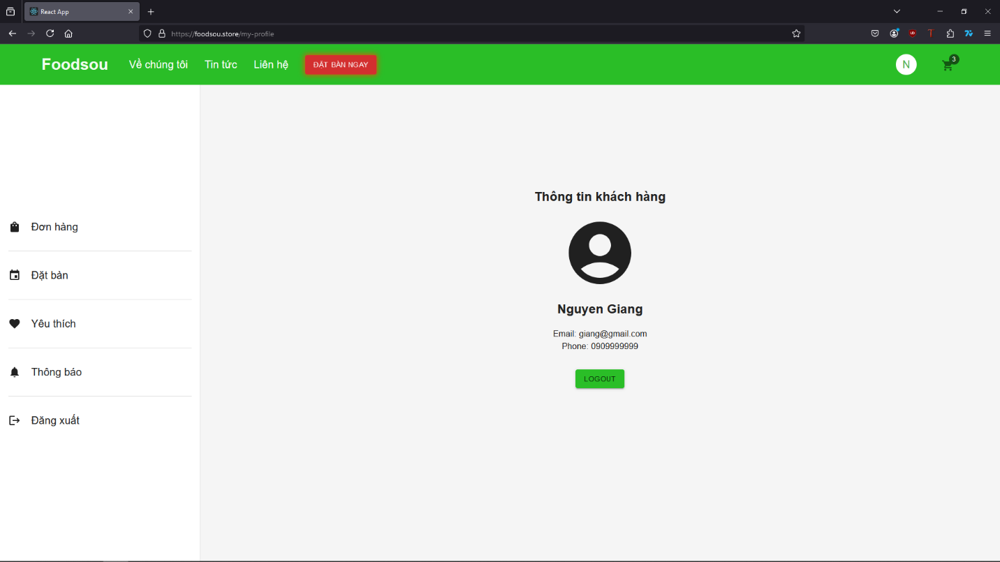 React App
https://foodsou.store/my-profile
Foodsou
Về chúng tôi
Tin tức
Liên hệ
ĐẶT BÀN NGAY
N
3
Đơn hàng
Đặt bàn
Yêu thích
Thông báo
Đăng xuất
Thông tin khách hàng
Nguyen Giang
Email: giang@gmail.com
Phone: 0909999999
LOGOUT